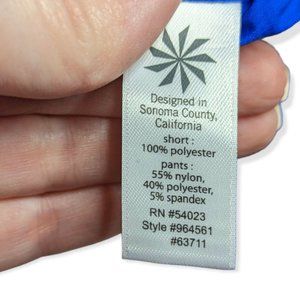 Designed in
Sonoma County,
California
short :
100% polyester
pants :
55% nylon,
40% polyester,
5% spandex
RN #54023
Style #964561
#63711